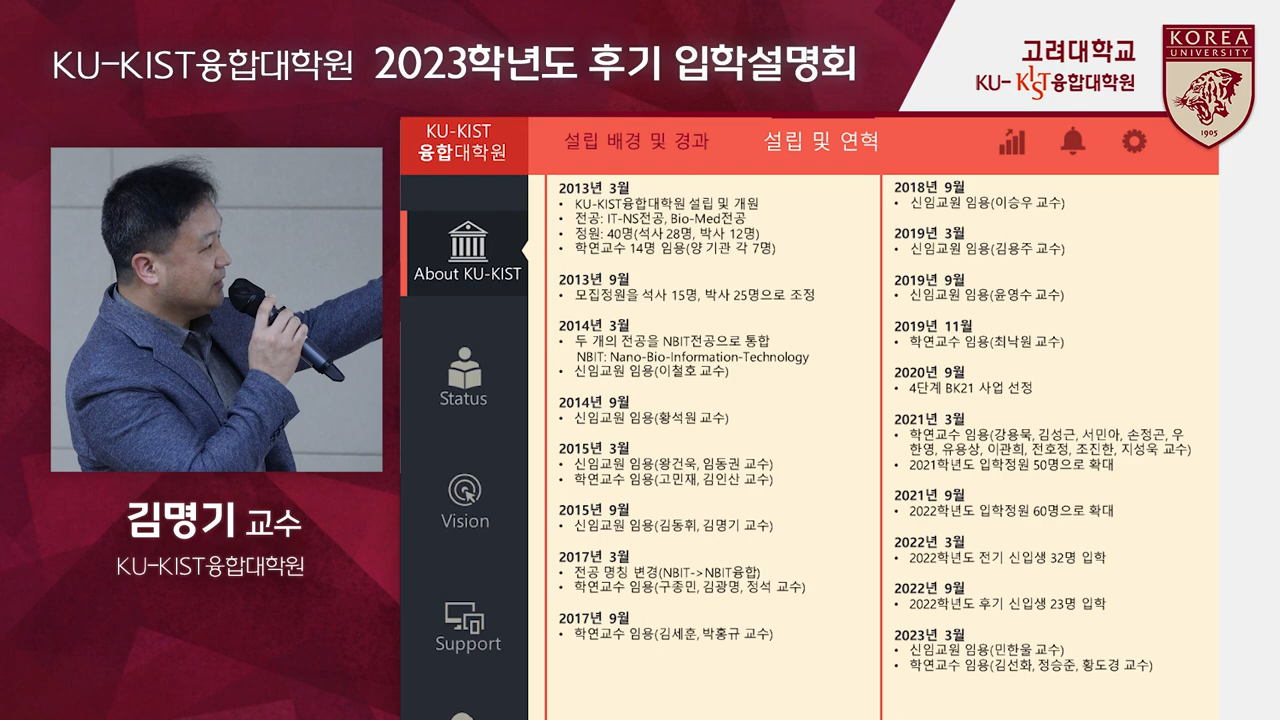 KU-KIST융합대학원 2023학년도 후기 입학설명회
고려대학교
KU-KIST융합대학원
KOREA
UNIVERSITY
1905
김명기 교수
KU-KIST융합대학원
KU-KIST
융합대학원
설립 배경 및 경과
설립 및 연혁
About KU-KIST
Status
Vision
Support
2013년 3월
• KU-KIST융합대학원 설립 및 개원
• 전공: IT-NS전공, Bio-Med전공
• 정원: 40명(석사 28명, 박사 12명)
• 학연교수 14명 임용(양 기관 각 7명)
2013년 9월
• 모집정원을 석사 15명, 박사 25명으로 조정
2014년 3월
• 두 개의 전공을 NBIT전공으로 통합
NBIT: Nano-Bio-Information-Technology
• 신임교원 임용(이철호 교수)
2014년 9월
• 신임교원 임용(황석원 교수)
2015년 3월
• 신임교원 임용(왕건욱, 임동권 교수)
• 학연교수 임용(고민재, 김인산 교수)
2015년 9월
• 신임교원 임용(김동휘, 김명기 교수)
2017년 3월
• 전공 명칭 변경(NBIT->NBIT융합)
• 학연교수 임용(구종민, 김광명, 정석 교수)
2017년 9월
• 학연교수 임용(김세훈, 박홍규 교수)
2018년 9월
• 신임교원 임용(이승우 교수)
2019년 3월
• 신임교원 임용(김용주 교수)
2019년 9월
• 신임교원 임용(윤영수 교수)
2019년 11월
• 학연교수 임용(최낙원 교수)
2020년 9월
• 4단계 BK21 사업 선정
2021년 3월
• 학연교수 임용(강용묵, 김성근, 서민아, 손정곤, 우
한영, 유용상, 이관희, 전호정, 조진한, 지성욱 교수)
• 2021학년도 입학정원 50명으로 확대
2021년 9월
• 2022학년도 입학정원 60명으로 확대
2022년 3월
• 2022학년도 전기 신입생 32명 입학
2022년 9월
• 2022학년도 후기 신입생 23명 입학
2023년 3월
• 신임교원 임용(민한울 교수)
• 학연교수 임용(김선화, 정승준, 황도경 교수)